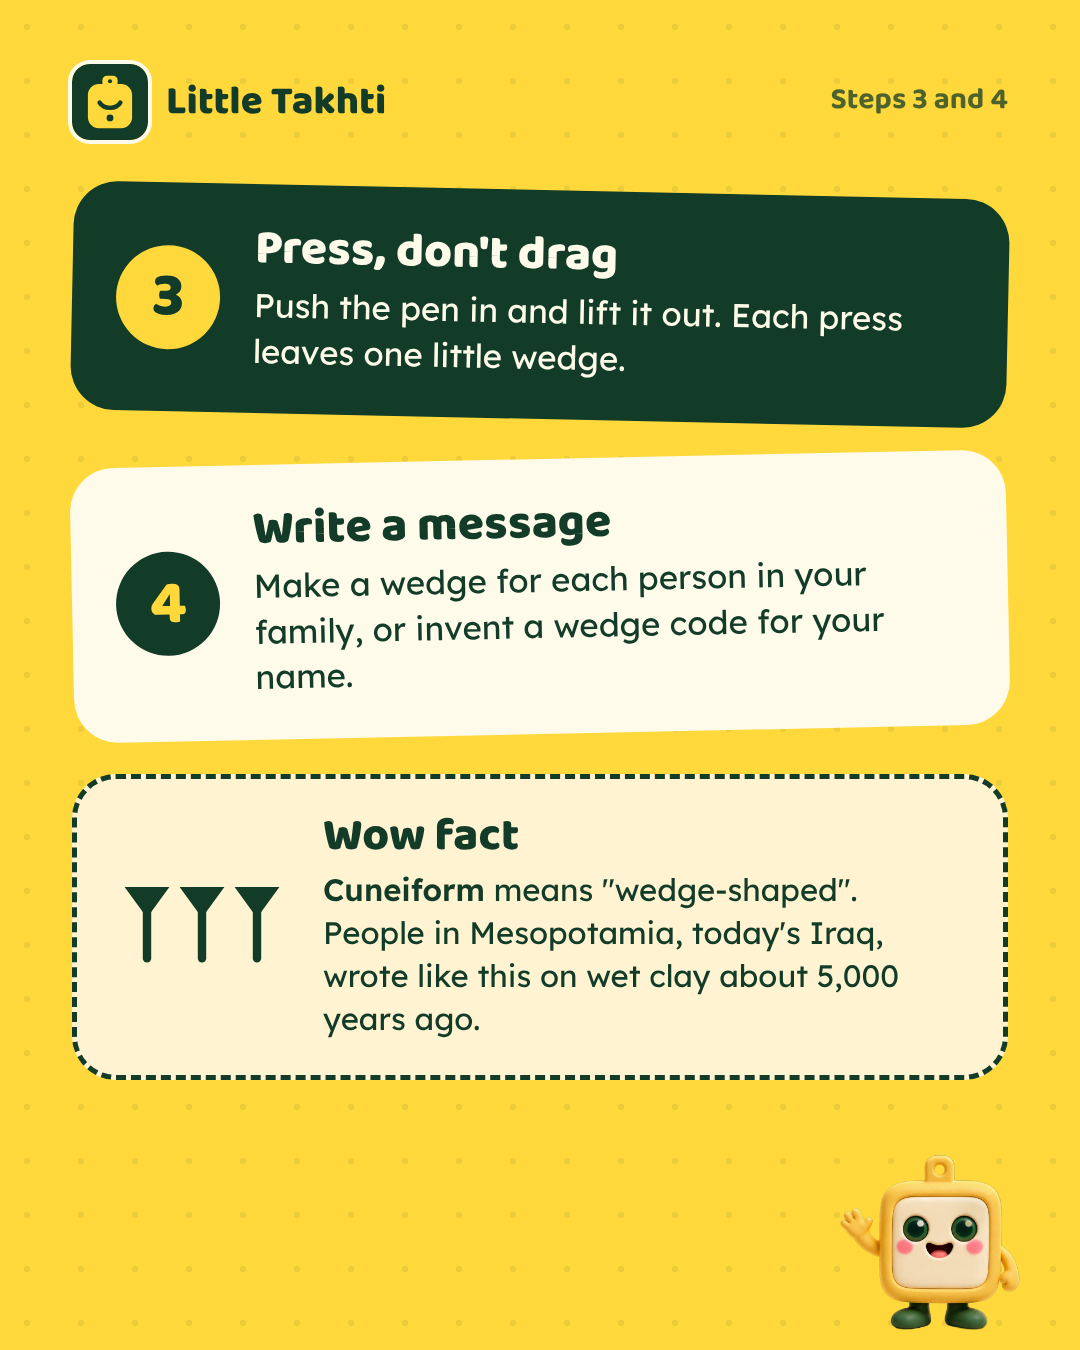 Little Takhti
Steps 3 and 4
3
Press, don't drag
Push the pen in and lift it out. Each press
leaves one little wedge.
4
Write a message
Make a wedge for each person in your
family, or invent a wedge code for your
name.
Wow fact
Cuneiform means "wedge-shaped".
People in Mesopotamia, today's Iraq,
wrote like this on wet clay about 5,000
years ago.